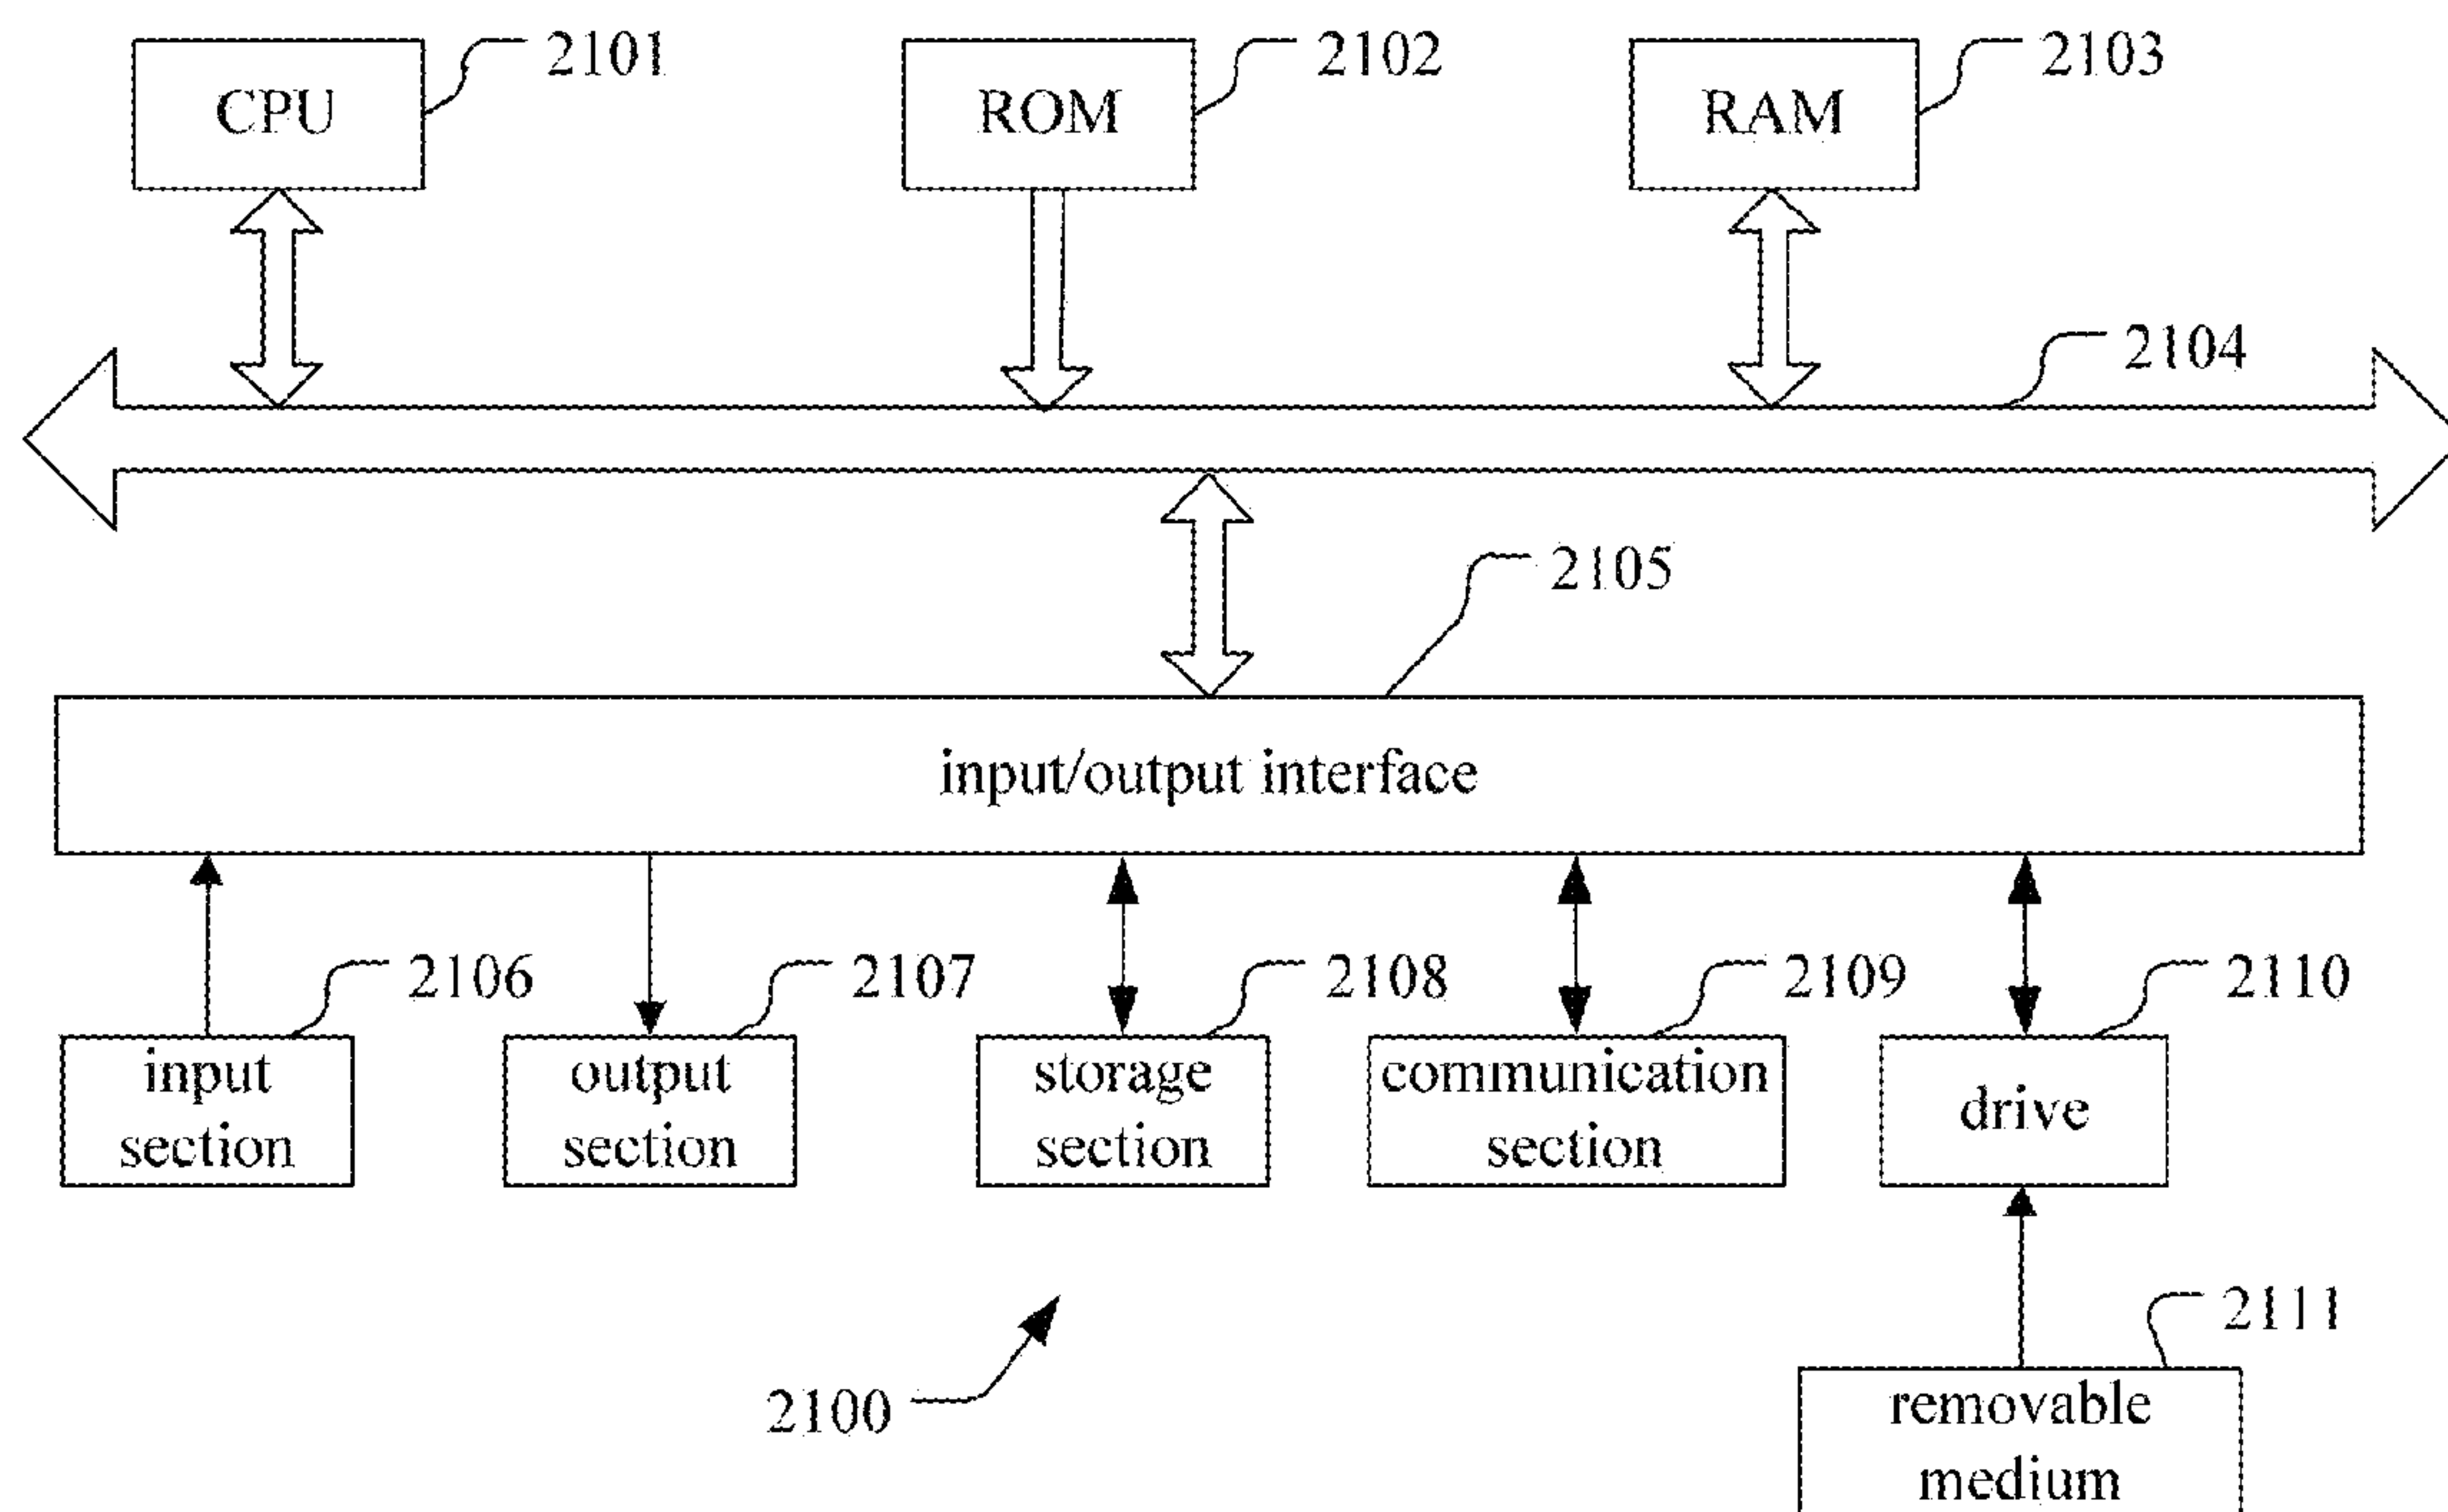 2101
2102
2103
CPU
ROM
RAM
2104
2105
input/output interface
2106
2107
2108
2109
2110
input
section
output
section
storage
section
communication
section
drive
2111
2100
removable
medium